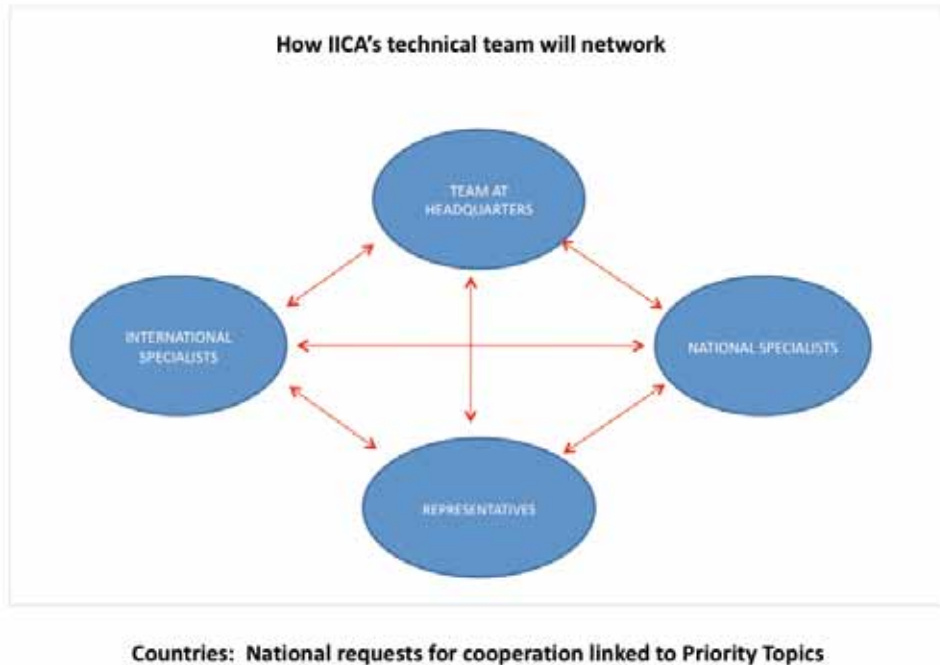 How IICA's technical team will network
TEAM AT
HEADQUARTERS
INTERNATIONAL
SPECIALISTS
NATIONAL SPECIALISTS
REPRESENTATIVES
Countries: National requests for cooperation linked to Priority Topics